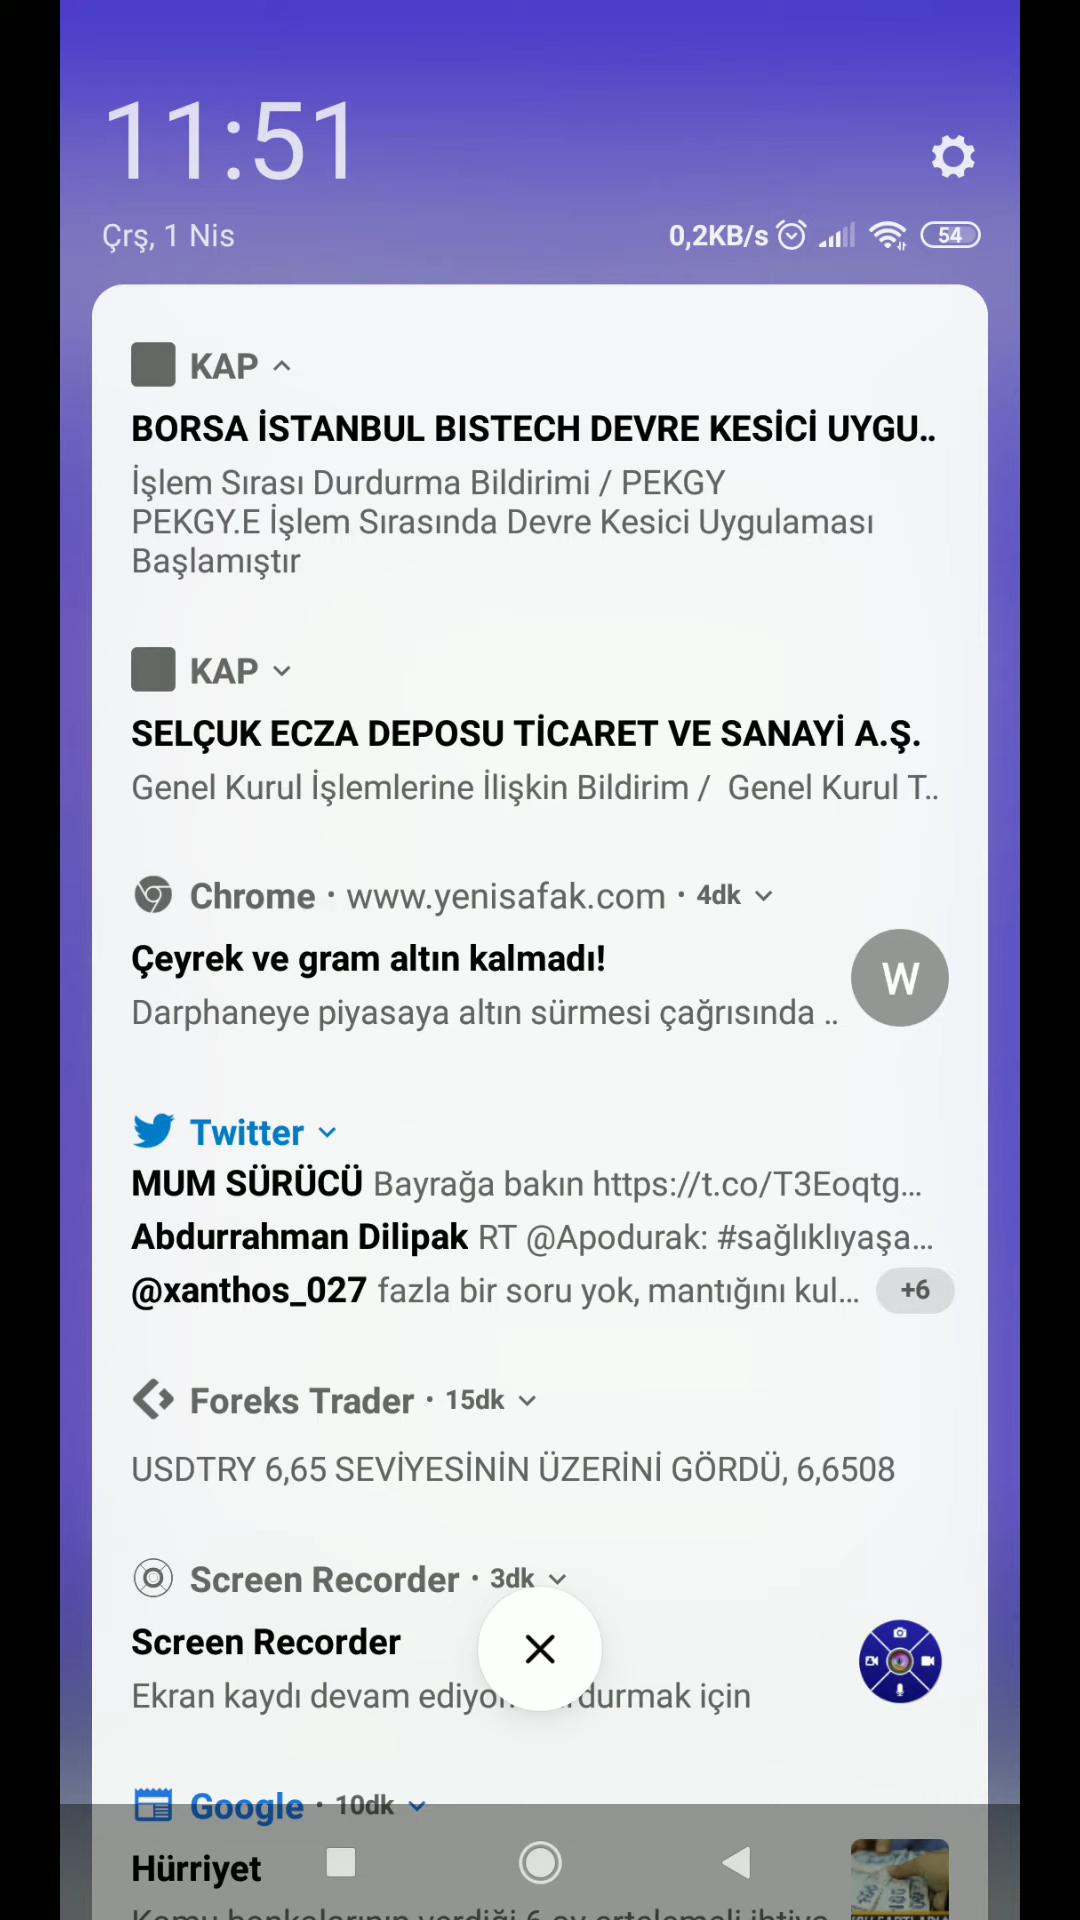 11:51
Çrş, 1 Nis
0,2KB/s 54
KAP
BORSA İSTANBUL BISTECH DEVRE KESİCİ UYGU..
İşlem Sırası Durdurma Bildirimi / PEKGY
PEKGY.E İşlem Sırasında Devre Kesici Uygulaması
Başlamıştır
KAP
SELÇUK ECZA DEPOSU TİCARET VE SANAYİ A.Ş.
Genel Kurul İşlemlerine İlişkin Bildirim / Genel Kurul T..
Chrome · www.yenisafak.com · 4dk
Çeyrek ve gram altın kalmadı!
W
Darphaneye piyasaya altın sürmesi çağrısında ..
Twitter
MUM SÜRÜCÜ Bayrağa bakın https://t.co/T3Eoqtg...
Abdurrahman Dilipak RT @Apodurak: #sağlıklıyaşa...
@xanthos_027 fazla bir soru yok, mantığını kul... +6
Foreks Trader · 15dk
USDTRY 6,65 SEVİYESİNİN ÜZERİNİ GÖRDÜ, 6,6508
Screen Recorder · 3dk
Screen Recorder
Ekran kaydı devam için
Google · 10dk
Hürriyet